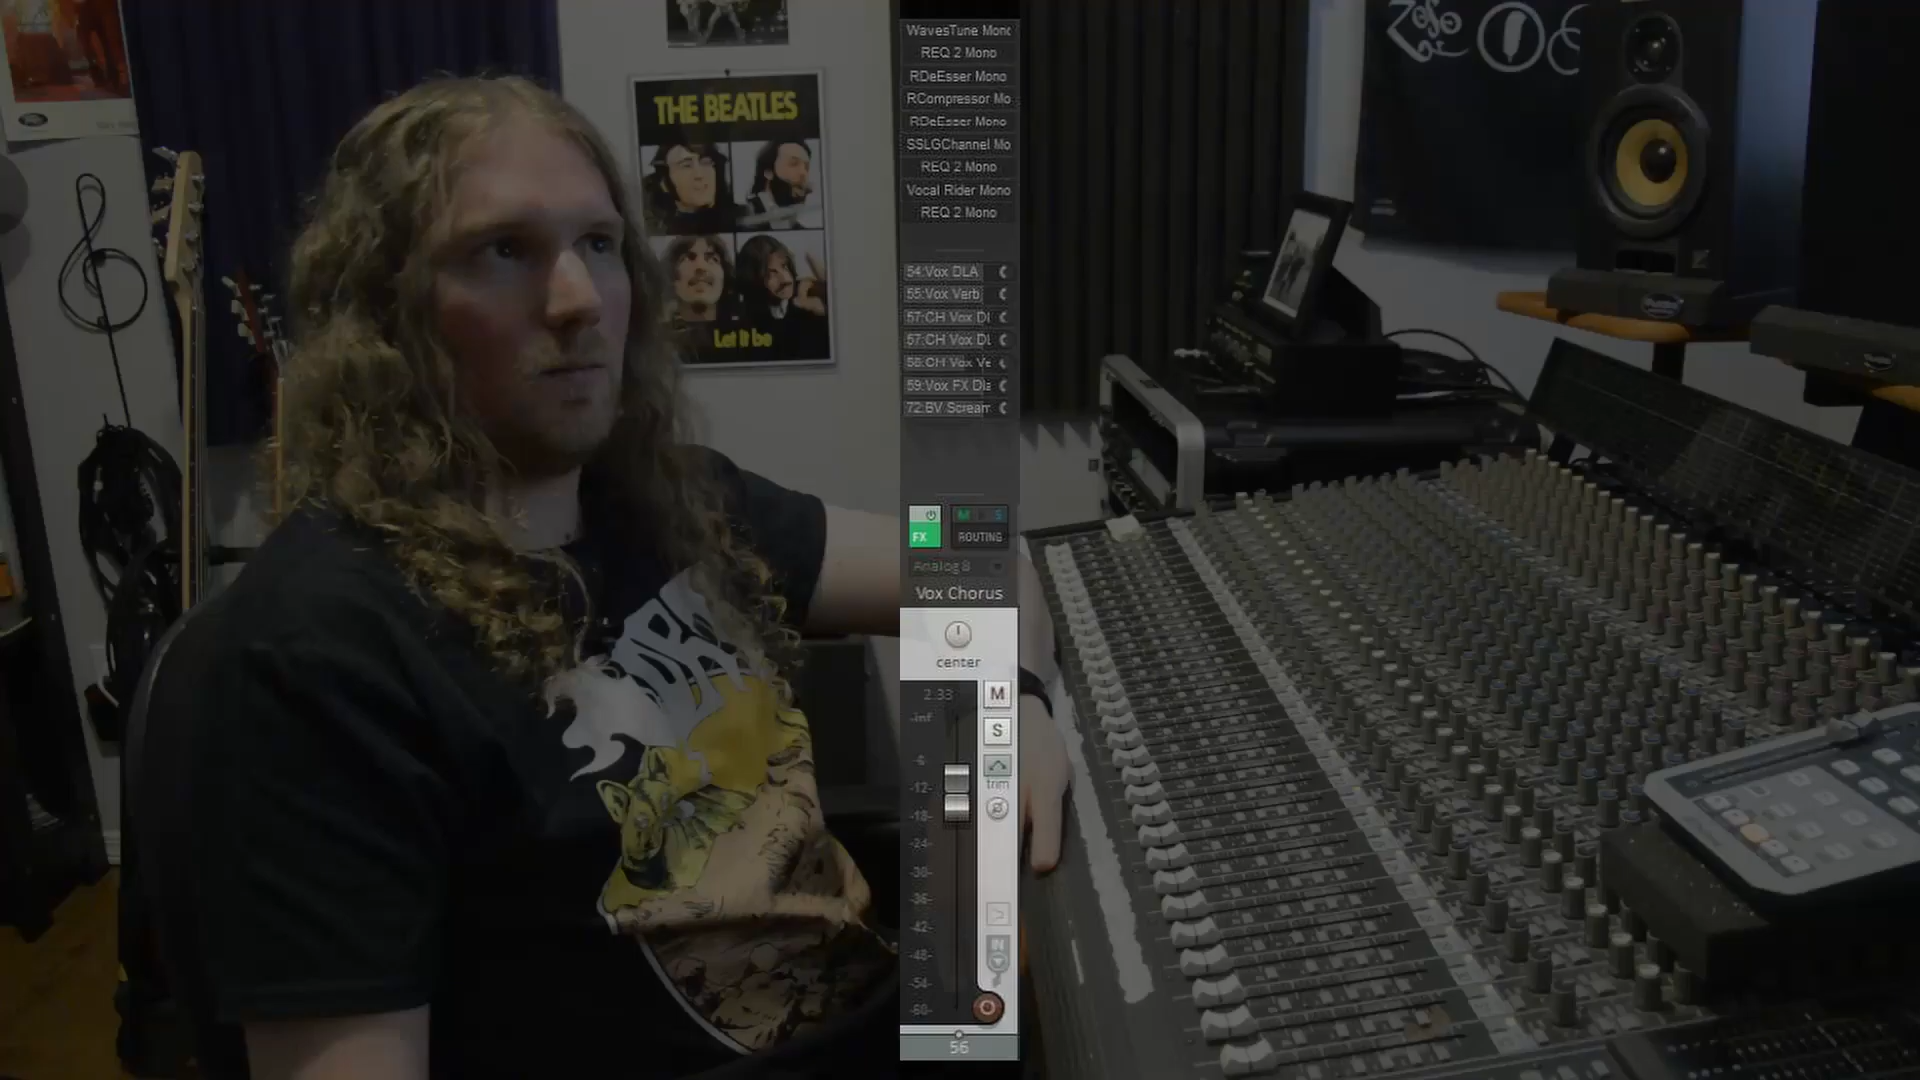 THE BEATLES
Let it be
WavesTune Mono
REQ 2 Mono
RDeEsser Mono
RCompressor Mo
RDeEsser Mono
SSLGChannel Mo
REQ 2 Mono
Vocal Rider Mono
REQ 2 Mono
54:Vox DLA
55:Vox Verb
57:CH Vox Dl
57:CH Vox DL
58:CH Vox Ve
59:Vox FX Dla
72:BV Scream
M S
FX ROUTING
Analog 8
Vox Chorus
center
2.33 M
-inf
S
-6
trim
-12-
-18-
-24-
-30-
-36-
-42-
IN
-48-
-54-
-60-
56
ZOSO